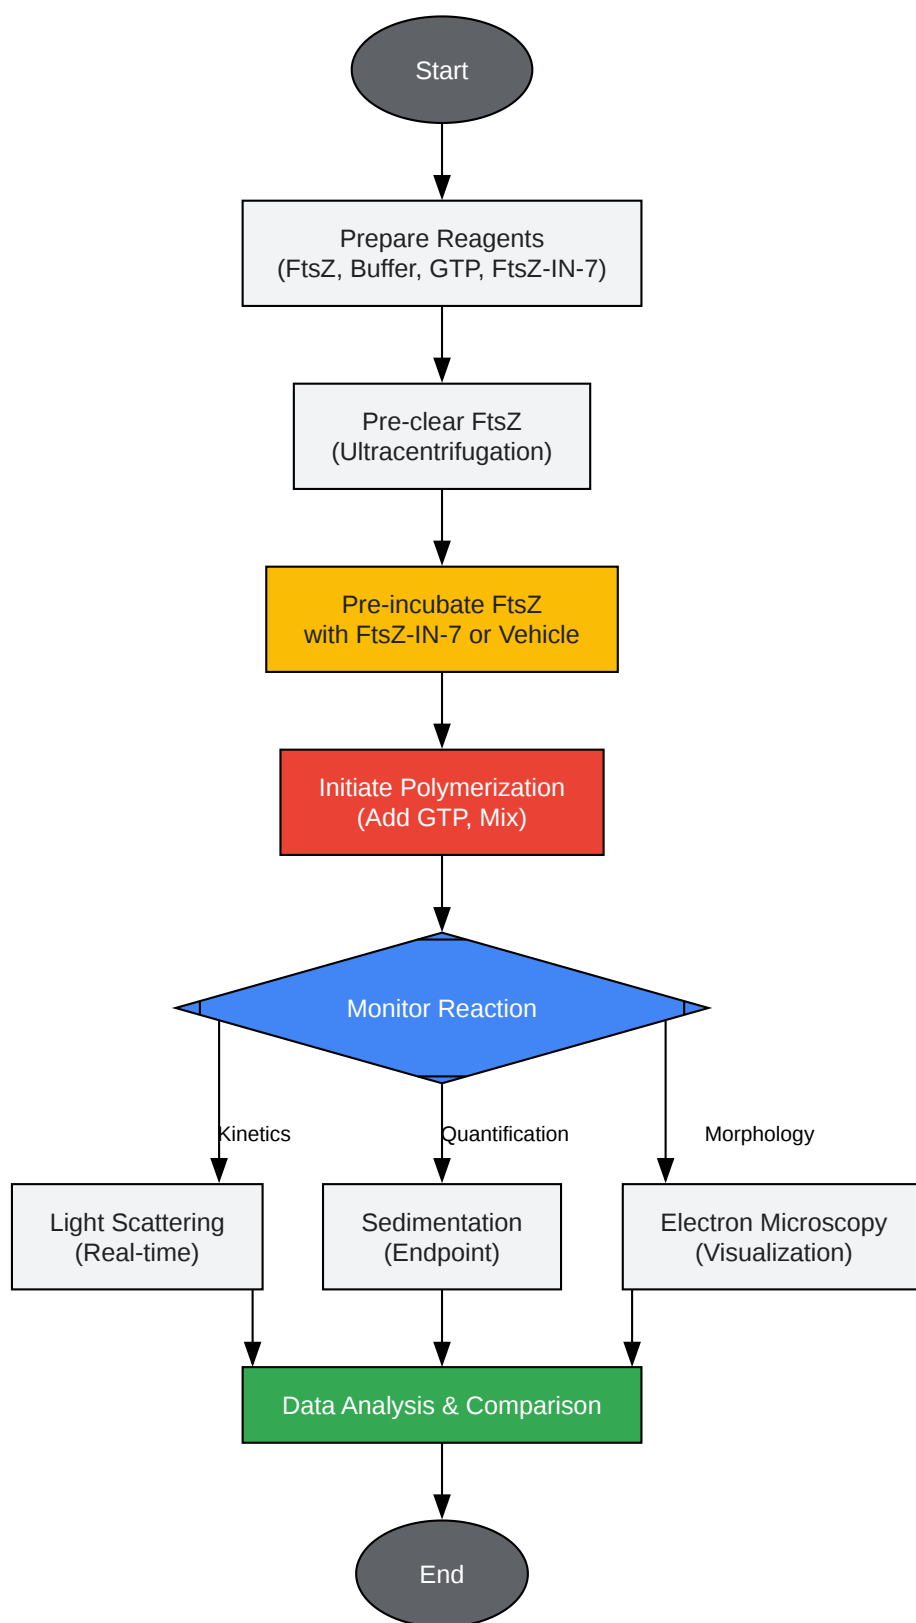 Start
Prepare Reagents
(FtsZ, Buffer, GTP, FtsZ-IN-7)
Pre-clear FtsZ
(Ultracentrifugation)
Pre-incubate FtsZ
with FtsZ-IN-7 or Vehicle
Initiate Polymerization
(Add GTP, Mix)
Monitor Reaction
Kinetics
Quantification
Morphology
Light Scattering
(Real-time)
Sedimentation
(Endpoint)
Electron Microscopy
(Visualization)
Data Analysis & Comparison
End